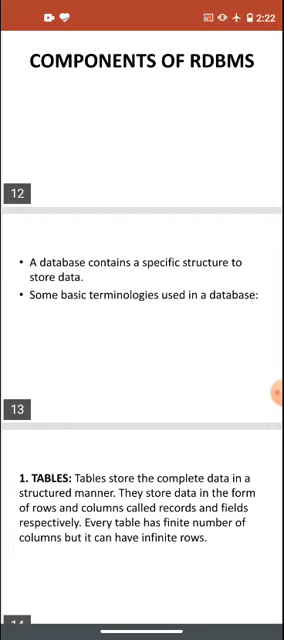 2:22
COMPONENTS OF RDBMS
12
• A database contains a specific structure to
store data.
• Some basic terminologies used in a database:
13
1. TABLES: Tables store the complete data in a
structured manner. They store data in the form
of rows and columns called records and fields
respectively. Every table has finite number of
columns but it can have infinite rows.
14